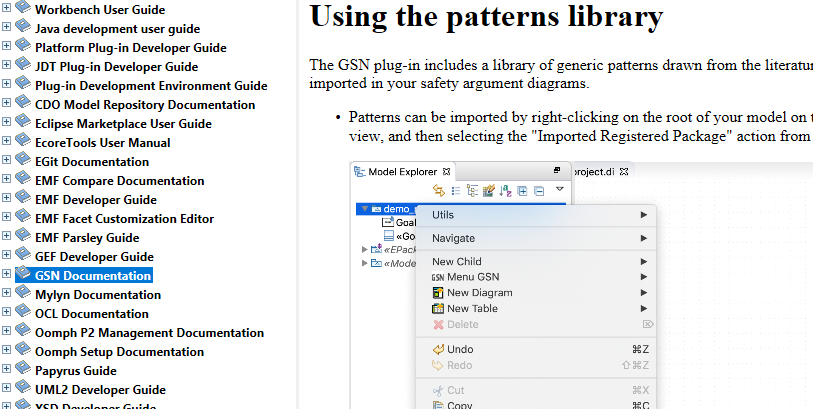 Workbench User Guide
Java development user guide
Platform Plug-in Developer Guide
JDT Plug-in Developer Guide
Plug-in Development Environment Guide
CDO Model Repository Documentation
Eclipse Marketplace User Guide
EcoreTools User Manual
EGit Documentation
EMF Compare Documentation
EMF Developer Guide
EMF Facet Customization Editor
EMF Parsley Guide
GEF Developer Guide
GSN Documentation
Mylyn Documentation
OCL Documentation
Oomph P2 Management Documentation
Oomph Setup Documentation
Papyrus Guide
UML2 Developer Guide
XSD Developer Guide
Using the patterns library
The GSN plug-in includes a library of generic patterns drawn from the literatu
imported in your safety argument diagrams.
• Patterns can be imported by right-clicking on the root of your model on t
view, and then selecting the "Imported Registered Package" action from
Model Explorer
project.di
demo_
Goal
«Go
«EPac
«Mode
Utils
Navigate
New Child
GSN Menu GSN
New Diagram
New Table
Delete ⌦
Undo ⌘Z
Redo ⇧⌘Z
Cut ⌘X
Copy ⌘C